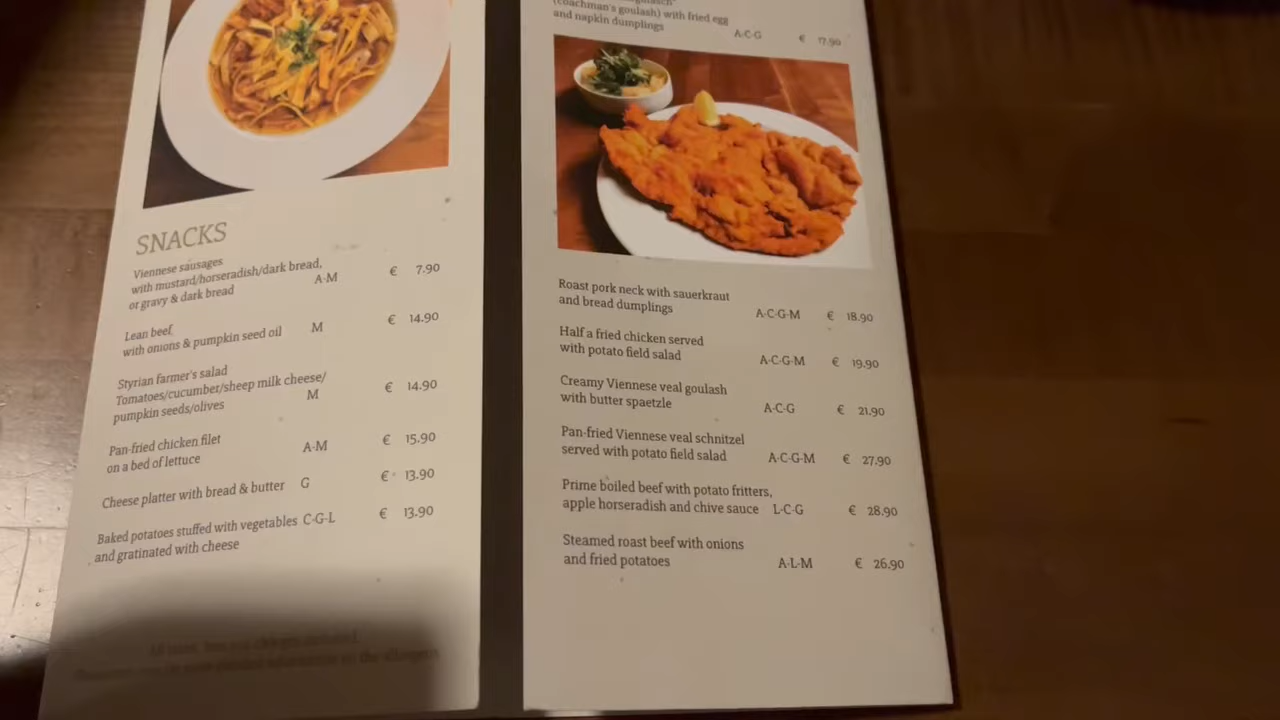 SNACKS
Viennese sausages
with mustard/horseradish/dark bread,
or gravy & dark bread A-M € 7.90
Lean beef
with onions & pumpkin seed oil M € 14.90
Styrian farmer's salad
Tomatoes/cucumber/sheep milk cheese/
pumpkin seeds/olives M € 14.90
Pan-fried chicken filet
on a bed of lettuce A-M € 15.90
Cheese platter with bread & butter G € 13.90
Baked potatoes stuffed with vegetables C-G-L € 13.90
and gratinated with cheese
(coachman's goulash) with fried egg
and napkin dumplings A-C-G € 17.90
Roast pork neck with sauerkraut
and bread dumplings A-C-G-M € 18.90
Half a fried chicken served
with potato field salad A-C-G-M € 19.90
Creamy Viennese veal goulash
with butter spaetzle A-C-G € 21.90
Pan-fried Viennese veal schnitzel
served with potato field salad A-C-G-M € 27.90
Prime boiled beef with potato fritters,
apple horseradish and chive sauce L-C-G € 28.90
Steamed roast beef with onions
and fried potatoes A-L-M € 26.90